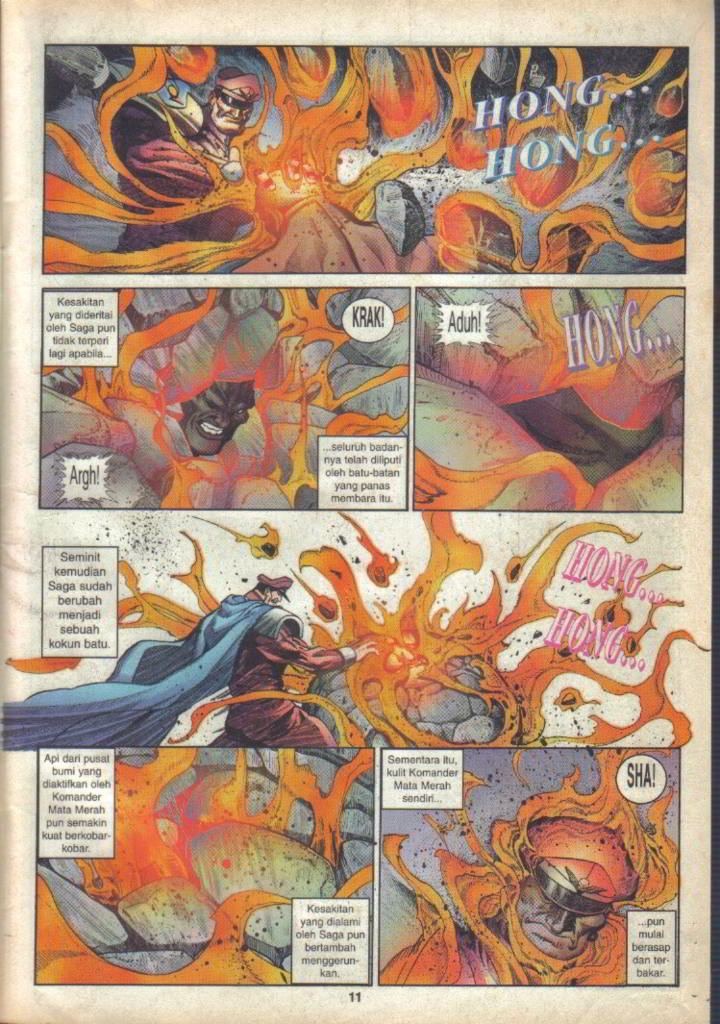 HONG...
HONG...
Kesakitan
yang dideritai
oleh Saga pun
tidak terperi
lagi apabila...
KRAK!
Argh!
...seluruh badan-
nya telah diliputi
oleh batu-batan
yang panas
membara itu.
Aduh!
HONG...
Seminit
kemudian
Saga sudah
berubah
menjadi
sebuah
kokun batu.
HONG...
HONG...
Api dari pusat
bumi yang
diaktifkan oleh
Komander
Mata Merah
pun semakin
kuat berkobar-
kobar.
Kesakitan
yang dialami
oleh Saga pun
bertambah
menggerun-
kan.
Sementara itu,
kulit Komander
Mata Merah
sendiri...
SHA!
...pun
mulai
berasap
dan ter-
bakar.
11